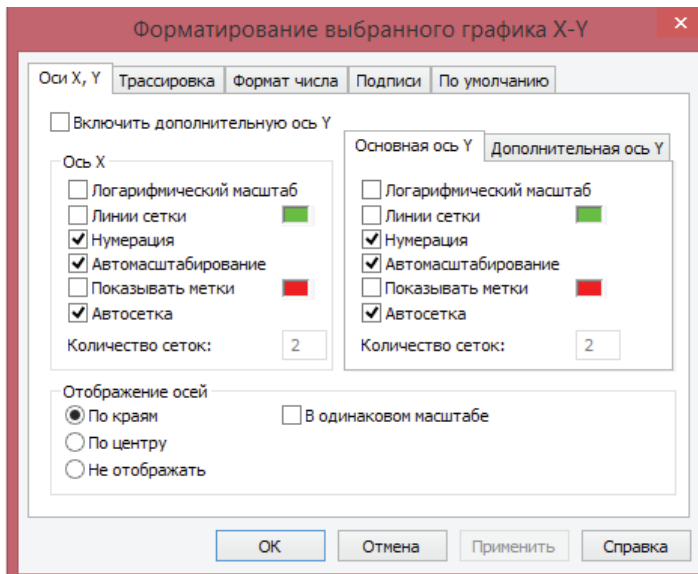 Форматирование выбранного графика X-Y
Оси X, Y Трассировка Формат числа Подписи По умолчанию
Включить дополнительную ось Y
Ось X
Логарифмический масштаб
Линии сетки
Нумерация
Автомасштабирование
Показывать метки
Автосетка
Количество сеток: 2
Основная ось Y Дополнительная ось Y
Логарифмический масштаб
Линии сетки
Нумерация
Автомасштабирование
Показывать метки
Автосетка
Количество сеток: 2
Отображение осей
По краям В одинаковом масштабе
По центру
Не отображать
OK Отмена Применить Справка